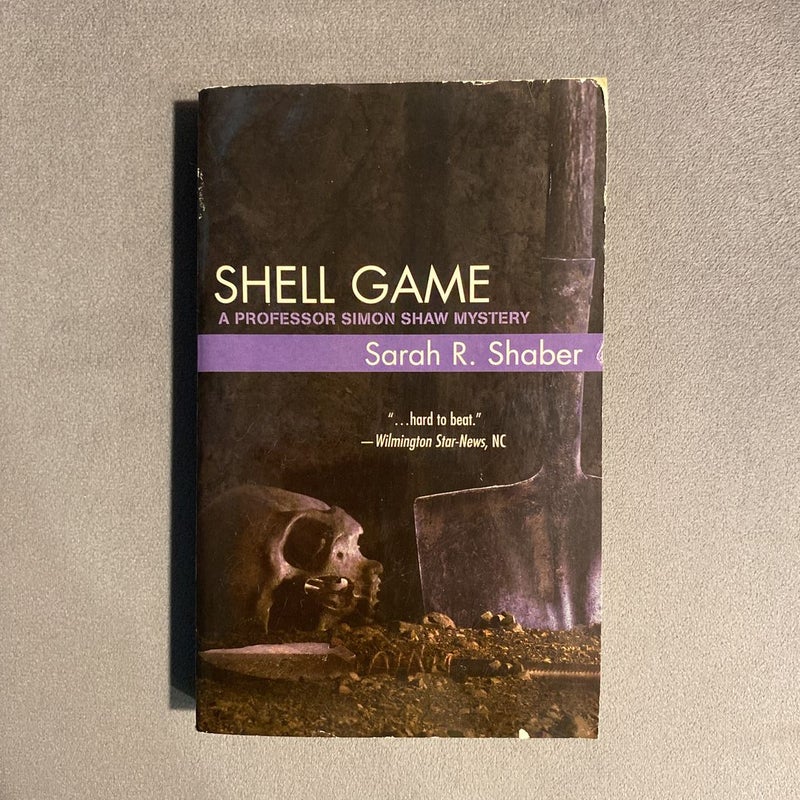 SHELL GAME
A PROFESSOR SIMON SHAW MYSTERY
Sarah R. Shaber
“...hard to beat.”
—Wilmington Star-News, NC